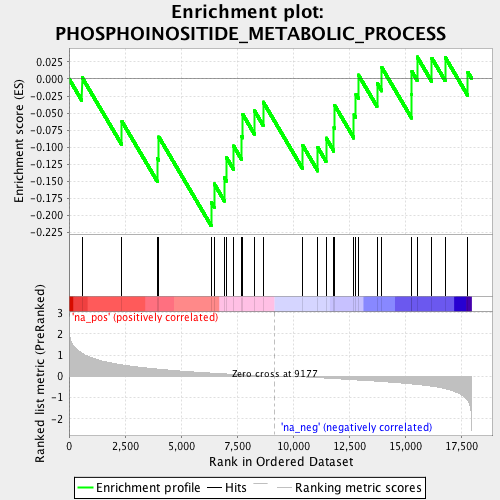 Enrichment plot:
PHOSPHOINOSITIDE_METABOLIC_PROCESS
Enrichment score (ES)
0.025
0.000
-0.025
-0.050
-0.075
-0.100
-0.125
-0.150
-0.175
-0.200
-0.225
'na_pos' (positively correlated)
Ranked list metric (PreRanked)
3
2
1
0
-1
-2
Zero cross at 9177
'na_neg' (negatively correlated)
0
2,500
5,000
7,500
10,000
12,500
15,000
17,500
Rank in Ordered Dataset
Enrichment profile
Hits
Ranking metric scores